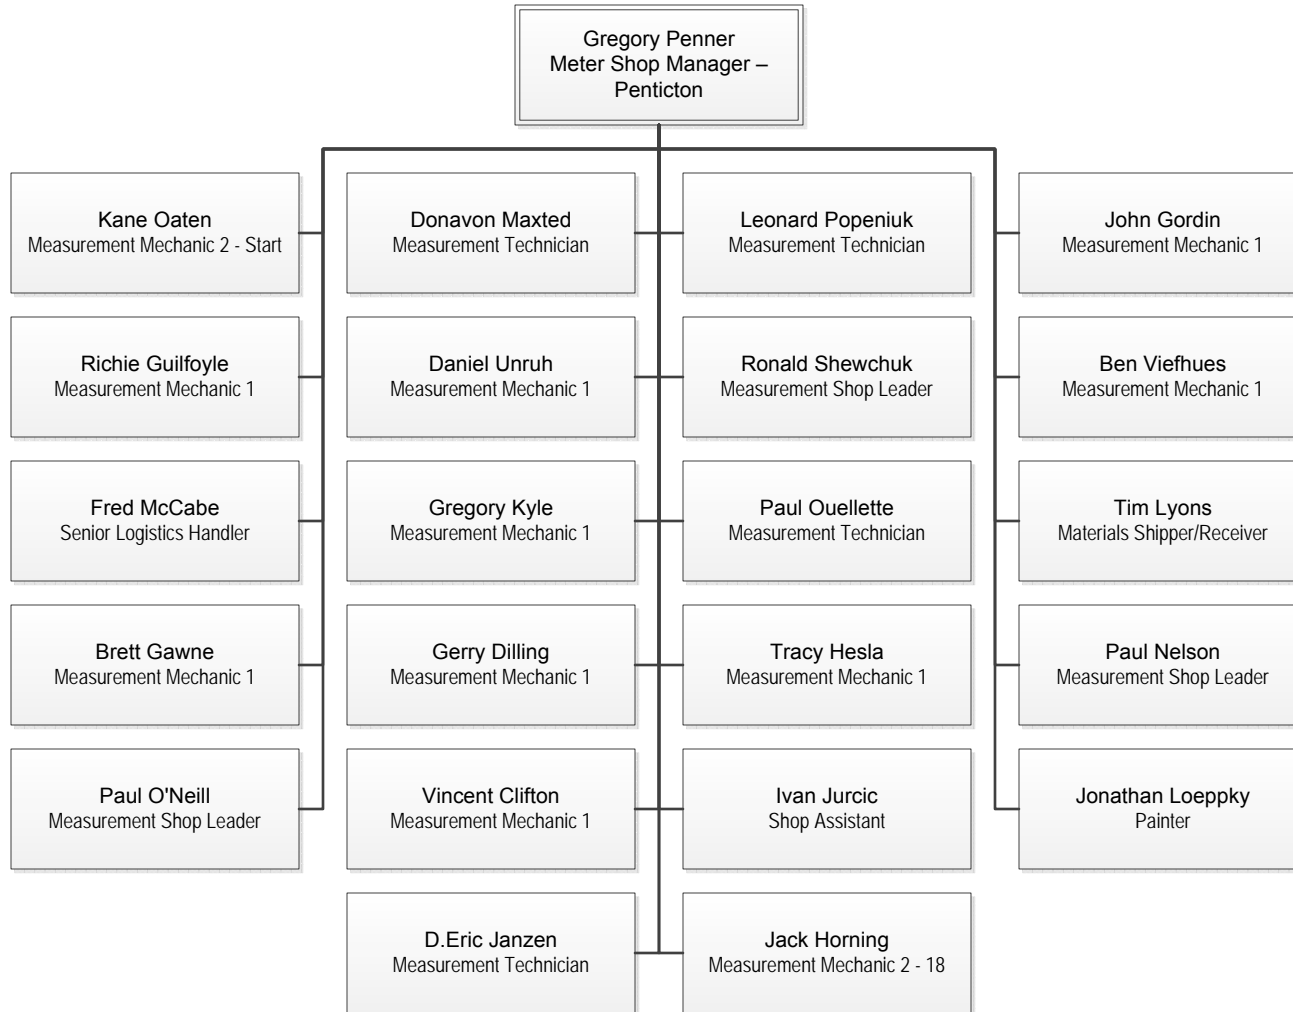 Gregory Penner
Meter Shop Manager –
Penticton
Kane Oaten
Measurement Mechanic 2 - Start
Donavon Maxted
Measurement Technician
Leonard Popeniuk
Measurement Technician
John Gordin
Measurement Mechanic 1
Richie Guilfoyle
Measurement Mechanic 1
Daniel Unruh
Measurement Mechanic 1
Ronald Shewchuk
Measurement Shop Leader
Ben Viefhues
Measurement Mechanic 1
Fred McCabe
Senior Logistics Handler
Gregory Kyle
Measurement Mechanic 1
Paul Ouellette
Measurement Technician
Tim Lyons
Materials Shipper/Receiver
Brett Gawne
Measurement Mechanic 1
Gerry Dilling
Measurement Mechanic 1
Tracy Hesla
Measurement Mechanic 1
Paul Nelson
Measurement Shop Leader
Paul O'Neill
Measurement Shop Leader
Vincent Clifton
Measurement Mechanic 1
Ivan Jurcic
Shop Assistant
Jonathan Loeppky
Painter
D.Eric Janzen
Measurement Technician
Jack Horning
Measurement Mechanic 2 - 18